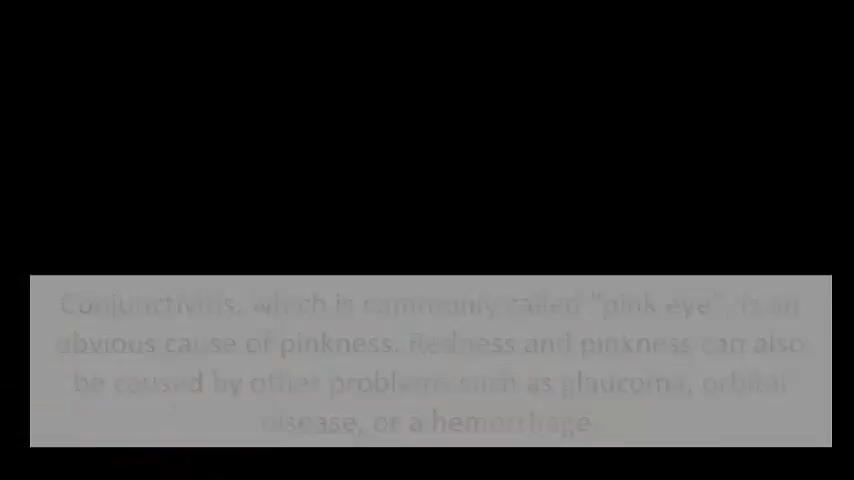 Conjunctivitis, which is commonly called "pink eye", is an
obvious cause of pinkness. Redness and pinkness can also
be caused by other problems such as glaucoma, orbital
disease, or a hemorrhage.